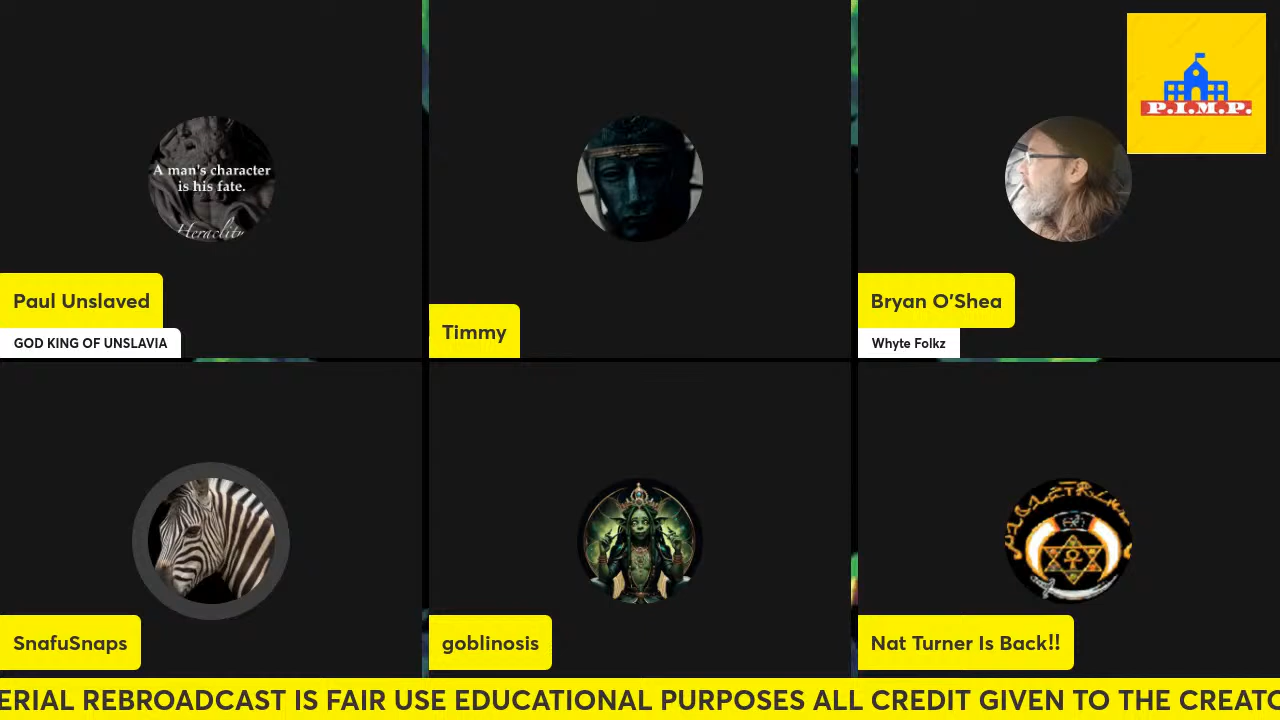 P.I.M.P.
A man's character
is his fate.
Paul Unslaved
GOD KING OF UNSLAVIA
Timmy
Bryan O'Shea
Whyte Folkz
SnafuSnaps
goblinosis
Nat Turner Is Back!!
ERIAL REBROADCAST IS FAIR USE EDUCATIONAL PURPOSES ALL CREDIT GIVEN TO THE CREATO